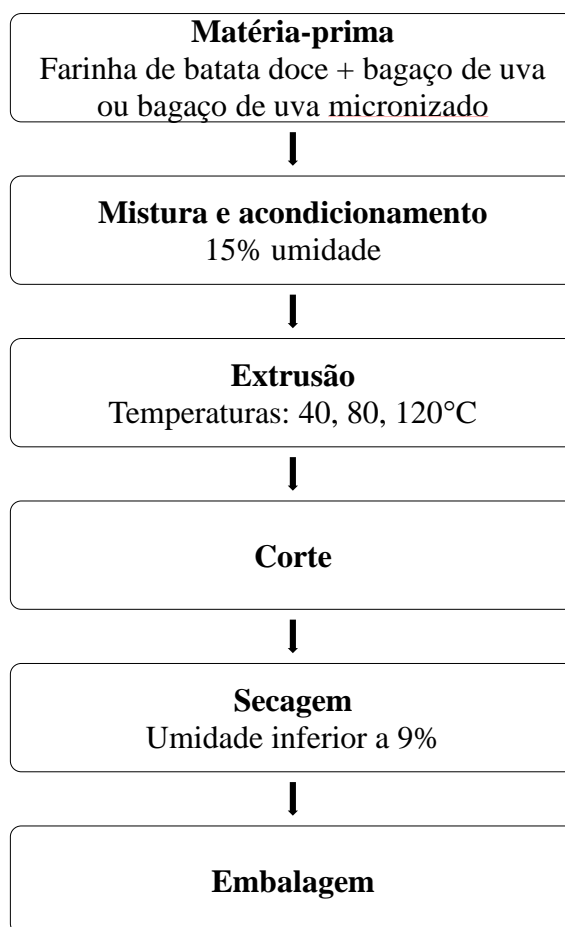 Matéria-prima
Farinha de batata doce + bagaço de uva
ou bagaço de uva micronizado
Mistura e acondicionamento
15% umidade
Extrusão
Temperaturas: 40, 80, 120°C
Corte
Secagem
Umidade inferior a 9%
Embalagem